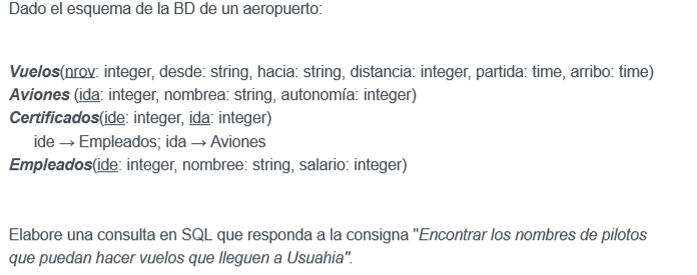 Dado el esquema de la BD de un aeropuerto:
Vuelos(nrov: integer, desde: string, hacia: string, distancia: integer, partida: time, arribo: time)
Aviones (ida: integer, nombrea: string, autonomía: integer)
Certificados(ide: integer, ida: integer)
ide → Empleados; ida → Aviones
Empleados(ide: integer, nombree: string, salario: integer)
Elabore una consulta en SQL que responda a la consigna "Encontrar los nombres de pilotos
que puedan hacer vuelos que lleguen a Usuahia".